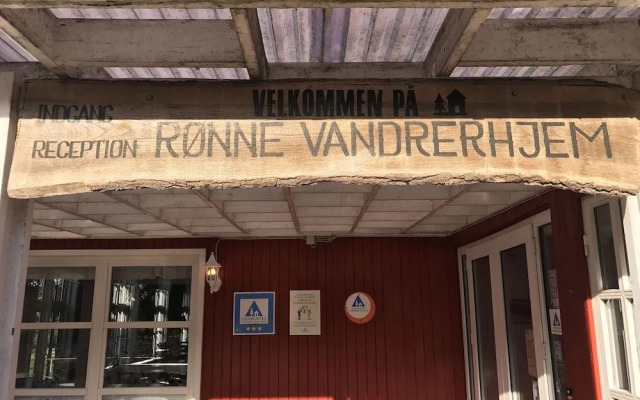 VELKOMMEN PÅ
INDGANG
RECEPTION RØNNE VANDRERHJEM